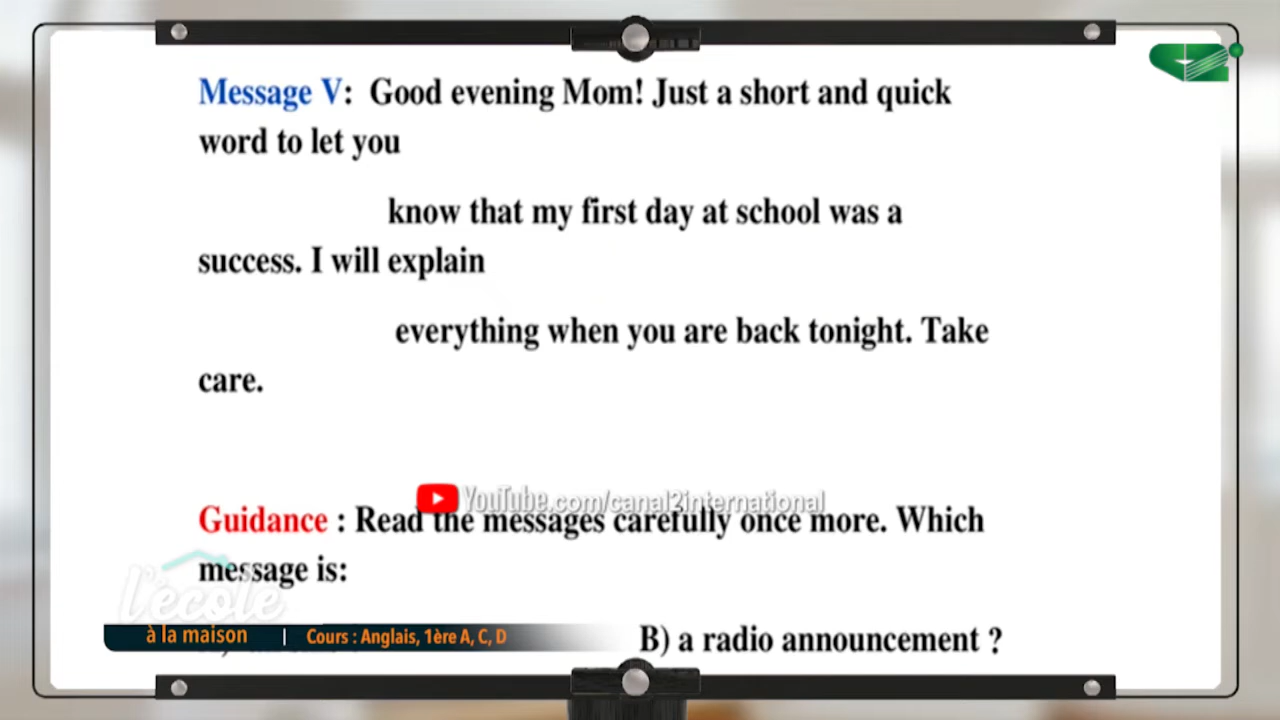 Message V: Good evening Mom! Just a short and quick
word to let you
know that my first day at school was a
success. I will explain
everything when you are back tonight. Take
care.
YouTube.com/canal2international
Guidance : Read the messages carefully once more. Which
message is:
l'école
à la maison | Cours : Anglais, 1ère A, C, D
B) a radio announcement ?